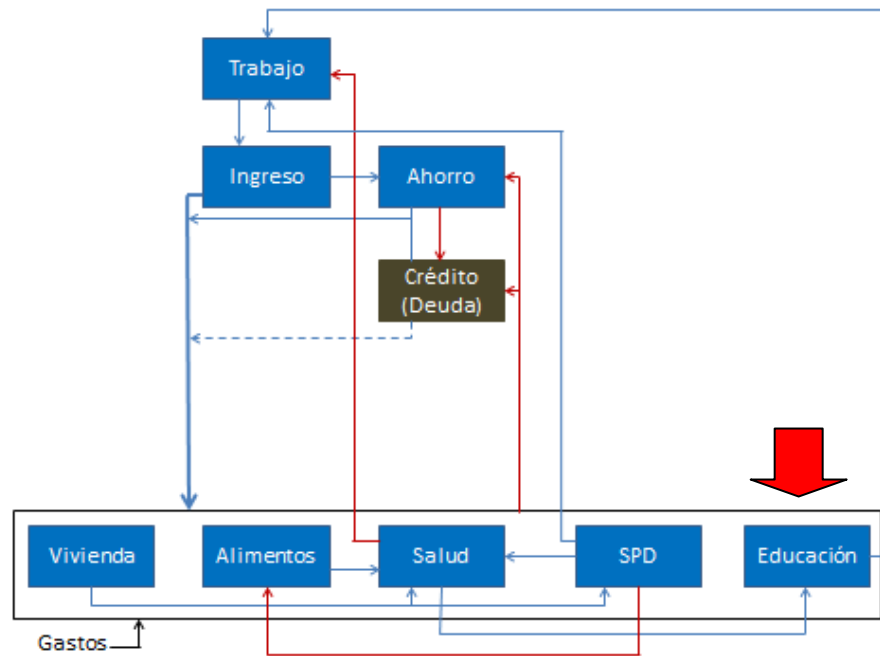 Trabajo
Ingreso
Ahorro
Crédito
(Deuda)
Vivienda
Alimentos
Salud
SPD
Educación
Gastos